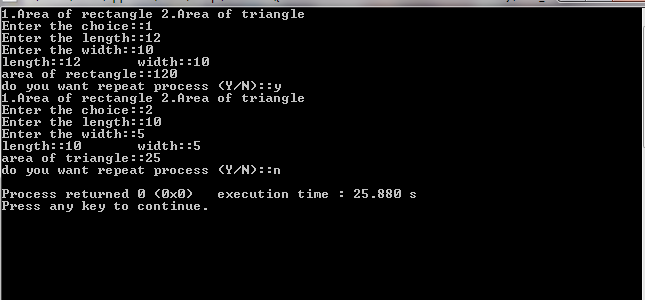 1.Area of rectangle 2.Area of triangle
Enter the choice::1
Enter the length::12
Enter the width::10
length::12       width::10
area of rectangle::120
do you want repeat process (Y/N)::y
1.Area of rectangle 2.Area of triangle
Enter the choice::2
Enter the length::10
Enter the width::5
length::10       width::5
area of triangle::25
do you want repeat process (Y/N)::n
Process returned 0 (0x0)   execution time : 25.880 s
Press any key to continue.